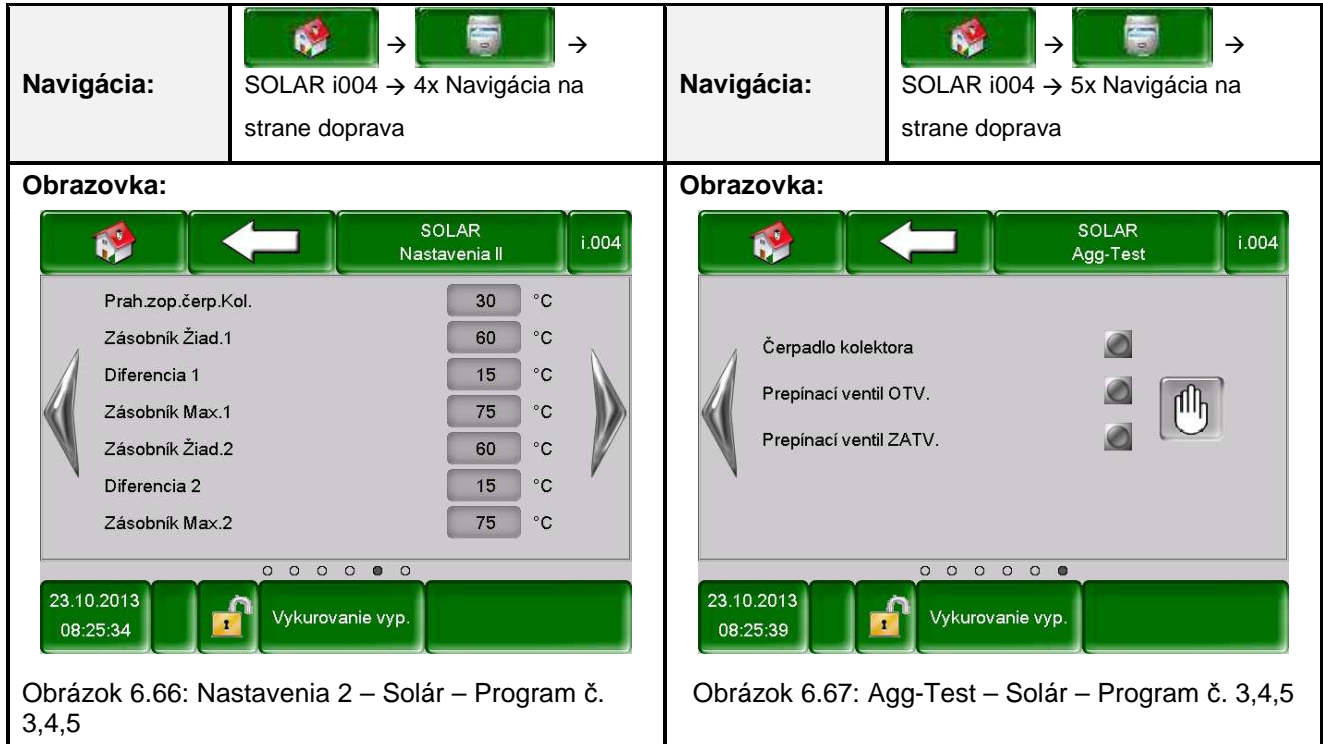 Navigácia:
→ →
SOLAR i004 → 4x Navigácia na
strane doprava
Navigácia:
→ →
SOLAR i004 → 5x Navigácia na
strane doprava
Obrazovka:
SOLAR
Nastavenia II
i.004
Prah.zop.čerp.Kol. 30 °C
Zásobník Žiad.1 60 °C
Diferencia 1 15 °C
Zásobník Max.1 75 °C
Zásobník Žiad.2 60 °C
Diferencia 2 15 °C
Zásobník Max.2 75 °C
23.10.2013
08:25:34
Vykurovanie vyp.
Obrázok 6.66: Nastavenia 2 – Solár – Program č.
3,4,5
Obrazovka:
SOLAR
Agg-Test
i.004
Čerpadlo kolektora
Prepínací ventil OTV.
Prepínací ventil ZATV.
23.10.2013
08:25:39
Vykurovanie vyp.
Obrázok 6.67: Agg-Test – Solár – Program č. 3,4,5